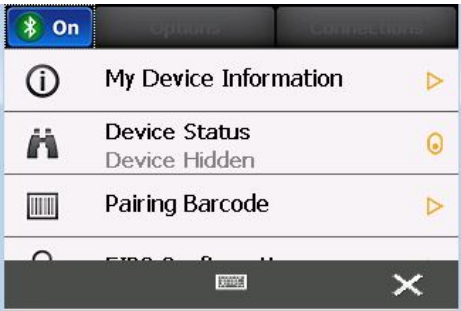 On Options Connections
My Device Information
Device Status
Device Hidden
Pairing Barcode